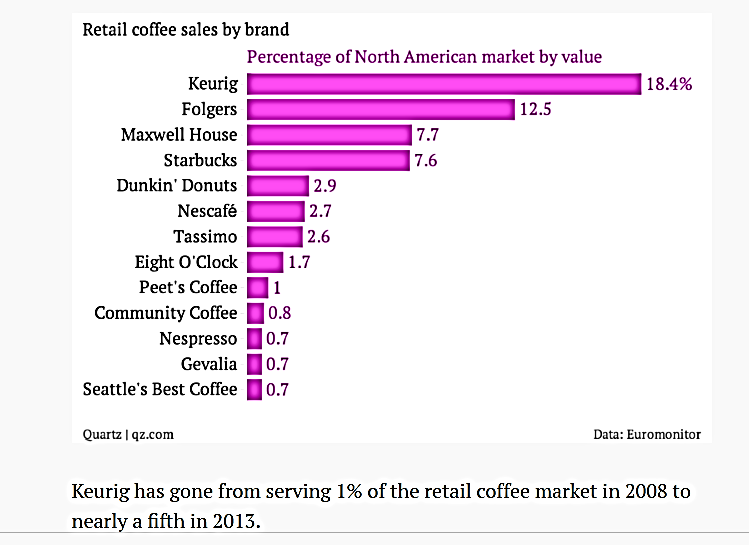 Retail coffee sales by brand
Percentage of North American market by value
Keurig 18.4%
Folgers 12.5
Maxwell House 7.7
Starbucks 7.6
Dunkin' Donuts 2.9
Nescafé 2.7
Tassimo 2.6
Eight O'Clock 1.7
Peet's Coffee 1
Community Coffee 0.8
Nespresso 0.7
Gevalia 0.7
Seattle's Best Coffee 0.7
Quartz | qz.com Data: Euromonitor
Keurig has gone from serving 1% of the retail coffee market in 2008 to
nearly a fifth in 2013.